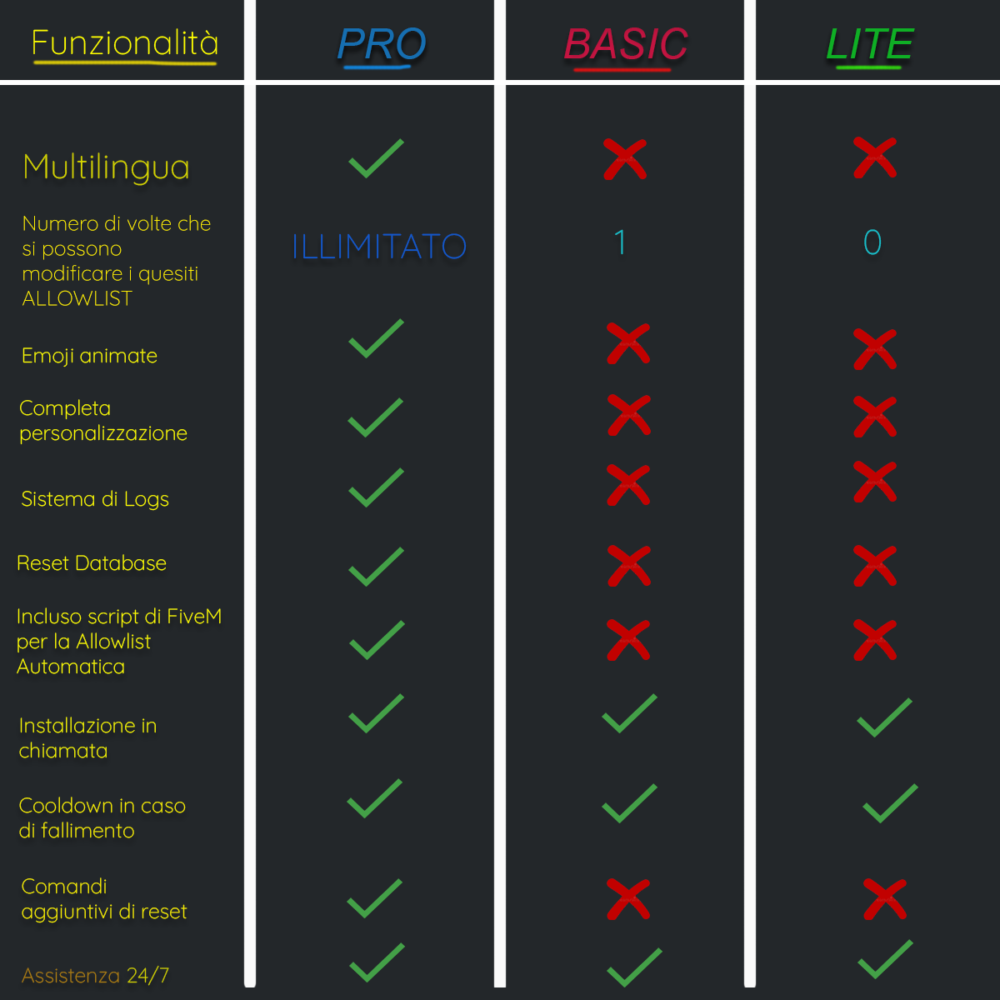 Funzionalità PRO BASIC LITE
Multilingua
Numero di volte che
si possono
modificare i quesiti
ALLOWLIST
ILLIMITATO 1 0
Emoji animate
Completa
personalizzazione
Sistema di Logs
Reset Database
Incluso script di FiveM
per la Allowlist
Automatica
Installazione in
chiamata
Cooldown in caso
di fallimento
Comandi
aggiuntivi di reset
Assistenza 24/7